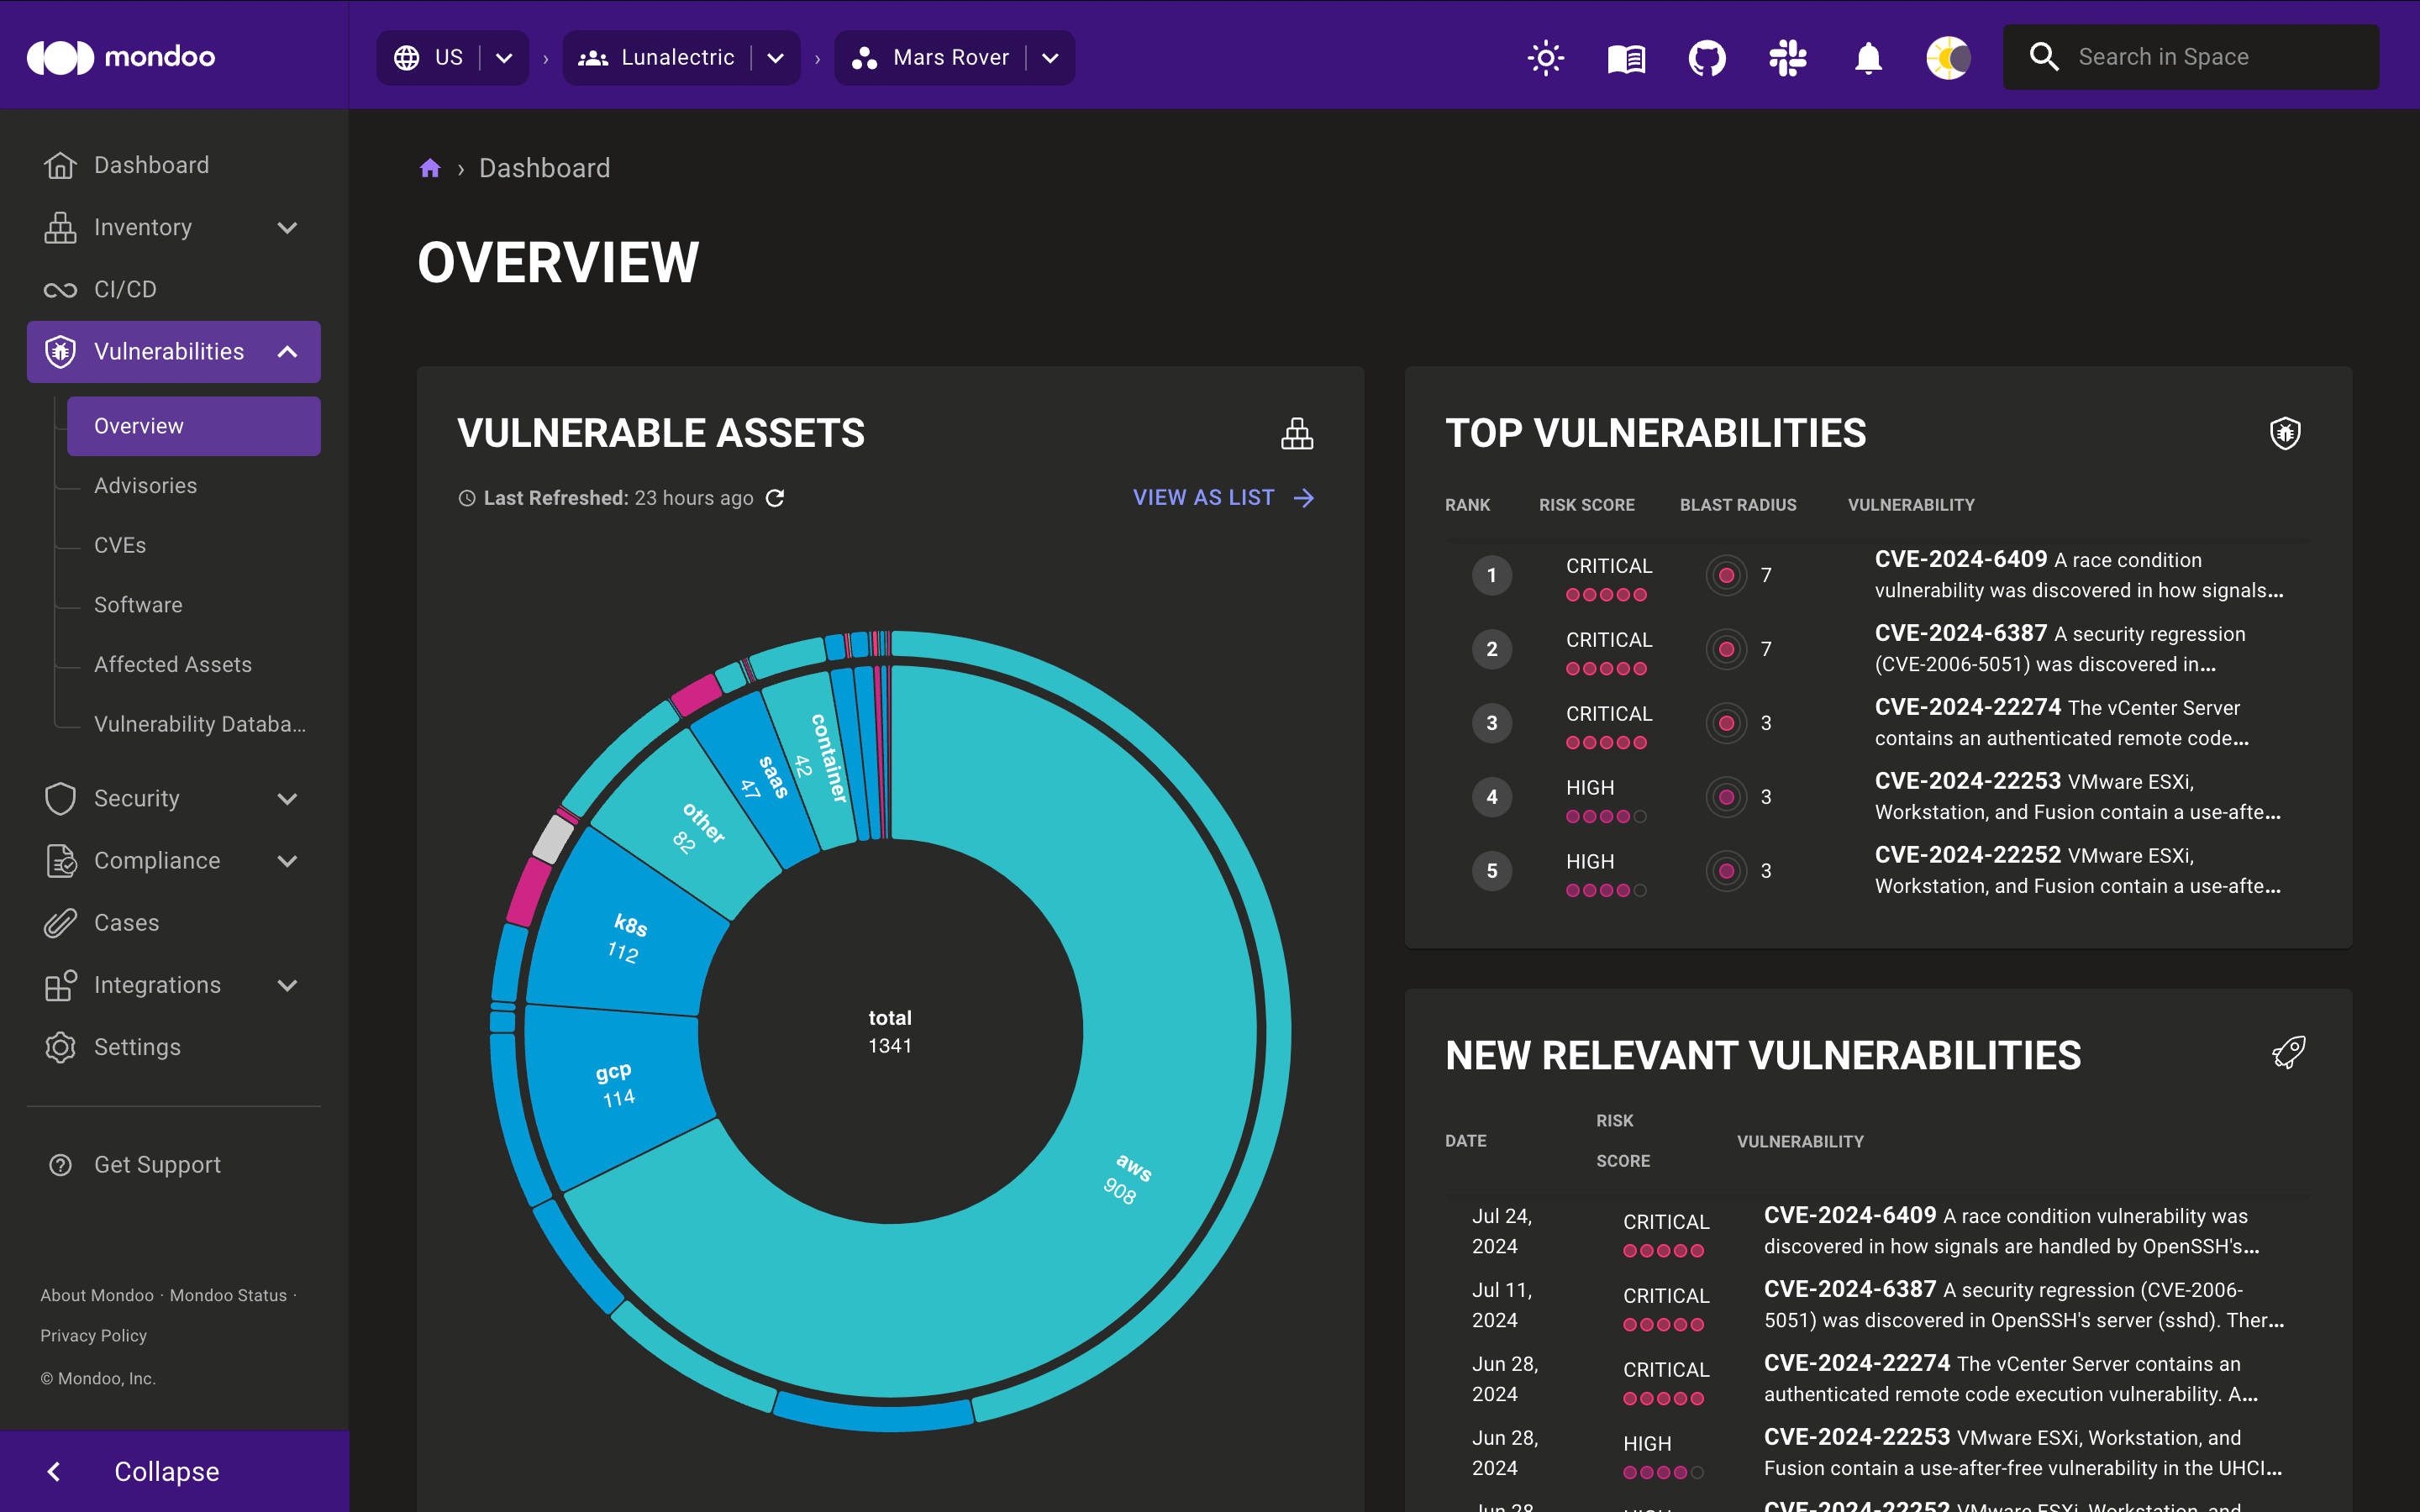 mondoo
US
Lunalectric
Mars Rover
Search in Space
Dashboard
Inventory
CI/CD
Vulnerabilities
Overview
Advisories
CVEs
Software
Affected Assets
Vulnerability Databa...
Security
Compliance
Cases
Integrations
Settings
Get Support
About Mondoo · Mondoo Status ·
Privacy Policy
© Mondoo, Inc.
Collapse
Dashboard
OVERVIEW
VULNERABLE ASSETS
Last Refreshed: 23 hours ago
VIEW AS LIST
container
42
saas
47
other
82
k8s
112
gcp
114
total
1341
aws
908
TOP VULNERABILITIES
RANK RISK SCORE BLAST RADIUS VULNERABILITY
1 CRITICAL 7 CVE-2024-6409 A race condition
vulnerability was discovered in how signals...
2 CRITICAL 7 CVE-2024-6387 A security regression
(CVE-2006-5051) was discovered in...
3 CRITICAL 3 CVE-2024-22274 The vCenter Server
contains an authenticated remote code...
4 HIGH 3 CVE-2024-22253 VMware ESXi,
Workstation, and Fusion contain a use-afte...
5 HIGH 3 CVE-2024-22252 VMware ESXi,
Workstation, and Fusion contain a use-afte...
NEW RELEVANT VULNERABILITIES
DATE RISK SCORE VULNERABILITY
Jul 24, CRITICAL CVE-2024-6409 A race condition vulnerability was
2024 discovered in how signals are handled by OpenSSH's...
Jul 11, CRITICAL CVE-2024-6387 A security regression (CVE-2006-
2024 5051) was discovered in OpenSSH's server (sshd). Ther...
Jun 28, CRITICAL CVE-2024-22274 The vCenter Server contains an
2024 authenticated remote code execution vulnerability. A...
Jun 28, HIGH CVE-2024-22253 VMware ESXi, Workstation, and
2024 Fusion contain a use-after-free vulnerability in the UHCI...
Jun 28, HIGH CVE-2024-22252 VMware ESXi, Workstation, and